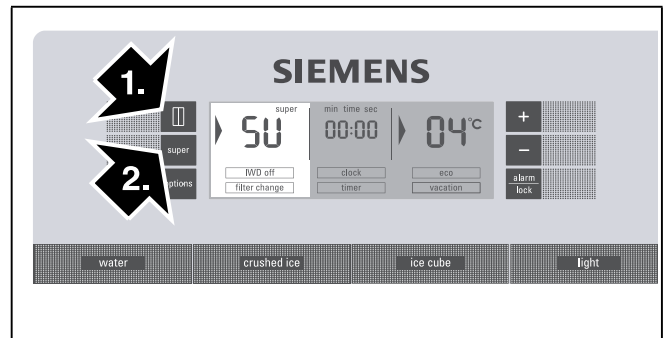 SIEMENS
1.
super
min time sec
SU
00:00
04°C
+
super
−
2.
options
IWD off
clock
eco
alarm
lock
filter change
timer
vacation
water
crushed ice
ice cube
light